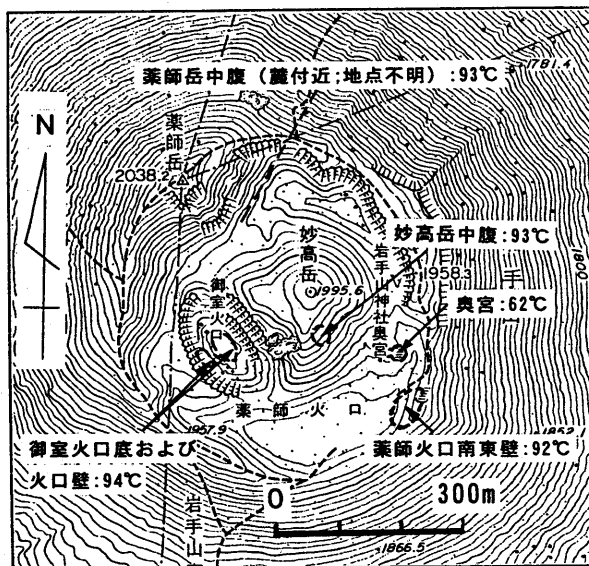 薬師岳中腹（麓付近;地点不明）:93℃
1781.4
N
薬師岳
2038.2
妙高岳
妙高岳中腹:93℃
御室火口
1995.6
岩手山神社奥宮
1958.3
手
1800
奥宮:62℃
薬師火口
1957.9
1852.1
御室火口底および
火口壁:94℃
薬師火口南東壁:92℃
岩手山
0
300m
1866.5